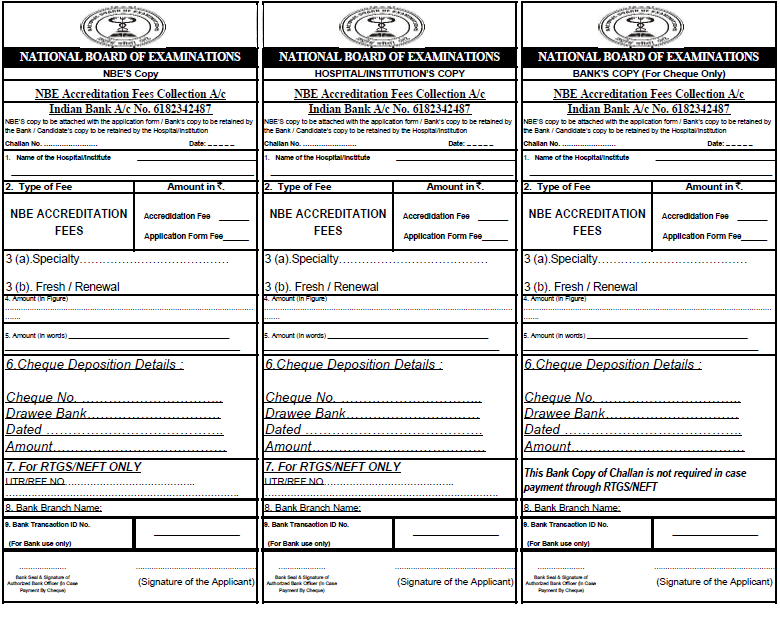 NATIONAL BOARD OF EXAMINATIONS
NBE'S Copy
NBE Accreditation Fees Collection A/c
Indian Bank A/c No. 6182342487
NBE'S copy to be attached with the application form / Bank's copy to be retained by
the Bank / Candidate's copy to be retained by the Hospital/Institution
Challan No. ........................ Date: _ _ _ _ _
1. Name of the Hospital/Institute
2. Type of Fee Amount in ₹.
NBE ACCREDITATION
FEES
Accredidation Fee ______
Application Form Fee_____
3 (a).Specialty……………………………………
3 (b). Fresh / Renewal
4. Amount (in Figure)
5. Amount (in words)
6.Cheque Deposition Details :
Cheque No. ………………………………
Drawee Bank…………………………….
Dated ………………………………………
Amount……………………………………
7. For RTGS/NEFT ONLY
UTR/REF NO…………………………………..
8. Bank Branch Name:
9. Bank Transaction ID No.
(For Bank use only)
Bank Seal & Signature of
Authorized Bank Officer (In Case
Payment By Cheque)
(Signature of the Applicant)
NATIONAL BOARD OF EXAMINATIONS
HOSPITAL/INSTITUTION'S COPY
NBE Accreditation Fees Collection A/c
Indian Bank A/c No. 6182342487
NBE'S copy to be attached with the application form / Bank's copy to be retained by
the Bank / Candidate's copy to be retained by the Hospital/Institution
Challan No. ........................ Date: _ _ _ _ _
1. Name of the Hospital/Institute
2. Type of Fee Amount in ₹.
NBE ACCREDITATION
FEES
Accredidation Fee ______
Application Form Fee_____
3 (a).Specialty……………………………………
3 (b). Fresh / Renewal
4. Amount (in Figure)
5. Amount (in words)
6.Cheque Deposition Details :
Cheque No. ………………………………
Drawee Bank…………………………….
Dated ………………………………………
Amount……………………………………
7. For RTGS/NEFT ONLY
UTR/REF NO…………………………………..
8. Bank Branch Name:
9. Bank Transaction ID No.
(For Bank use only)
Bank Seal & Signature of
Authorized Bank Officer (In Case
Payment By Cheque)
(Signature of the Applicant)
NATIONAL BOARD OF EXAMINATIONS
BANK'S COPY (For Cheque Only)
NBE Accreditation Fees Collection A/c
Indian Bank A/c No. 6182342487
NBE'S copy to be attached with the application form / Bank's copy to be retained by
the Bank / Candidate's copy to be retained by the Hospital/Institution
Challan No. ........................ Date: _ _ _ _ _
1. Name of the Hospital/Institute
2. Type of Fee Amount in ₹.
NBE ACCREDITATION
FEES
Accredidation Fee ______
Application Form Fee_____
3 (a).Specialty……………………………………
3 (b). Fresh / Renewal
4. Amount (in Figure)
5. Amount (in words)
6.Cheque Deposition Details :
Cheque No. ………………………………
Drawee Bank…………………………….
Dated ………………………………………
Amount……………………………………
This Bank Copy of Challan is not required in case
payment through RTGS/NEFT
8. Bank Branch Name:
9. Bank Transaction ID No.
(For Bank use only)
Bank Seal & Signature of
Authorized Bank Officer (In Case
Payment By Cheque)
(Signature of the Applicant)